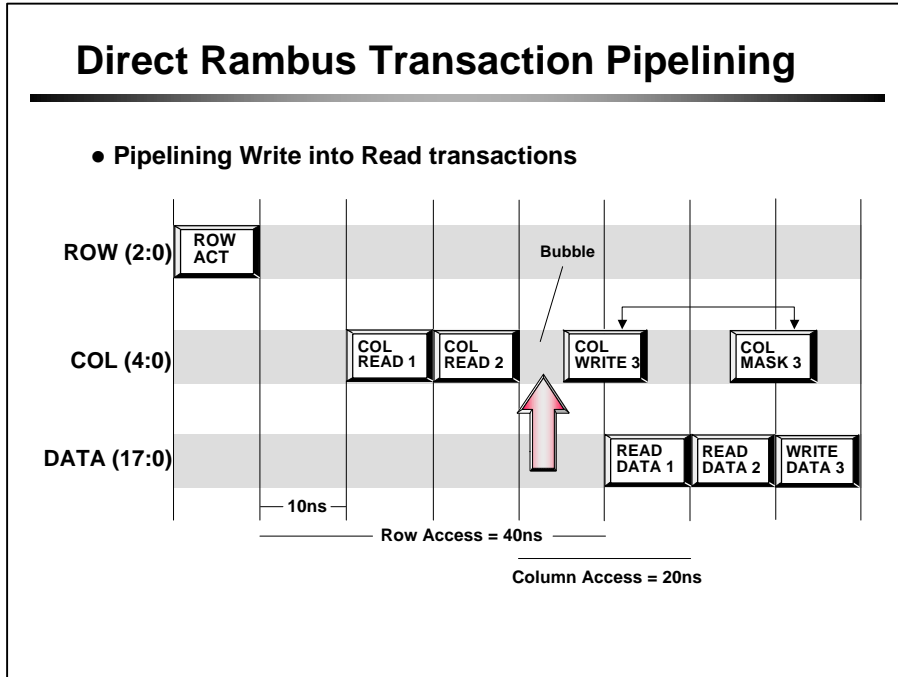 Direct Rambus Transaction Pipelining
● Pipelining Write into Read transactions
ROW (2:0)
ROW
ACT
Bubble
COL (4:0)
COL
READ 1
COL
READ 2
COL
WRITE 3
COL
MASK 3
DATA (17:0)
READ
DATA 1
READ
DATA 2
WRITE
DATA 3
10ns
Row Access = 40ns
Column Access = 20ns